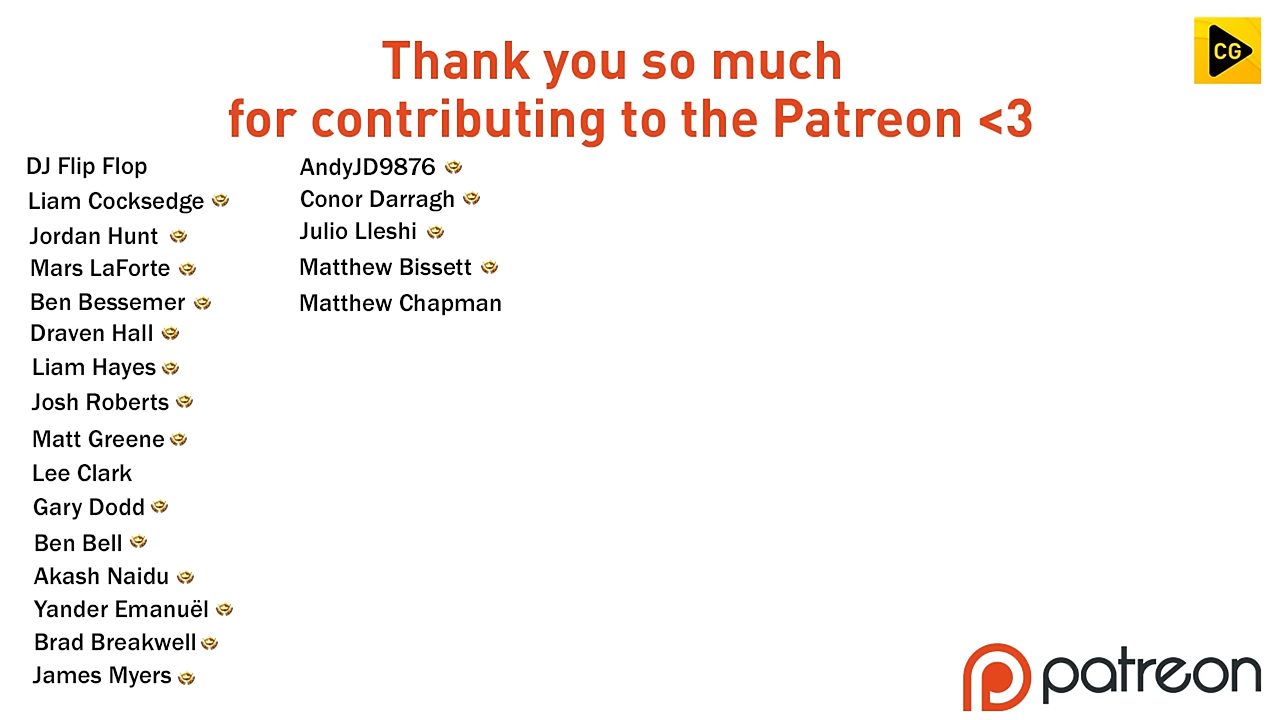 CG
Thank you so much
for contributing to the Patreon <3
DJ Flip Flop
Liam Cocksedge
Jordan Hunt
Mars LaForte
Ben Bessemer
Draven Hall
Liam Hayes
Josh Roberts
Matt Greene
Lee Clark
Gary Dodd
Ben Bell
Akash Naidu
Yander Emanuël
Brad Breakwell
James Myers
AndyJD9876
Conor Darragh
Julio Lleshi
Matthew Bissett
Matthew Chapman
patreon